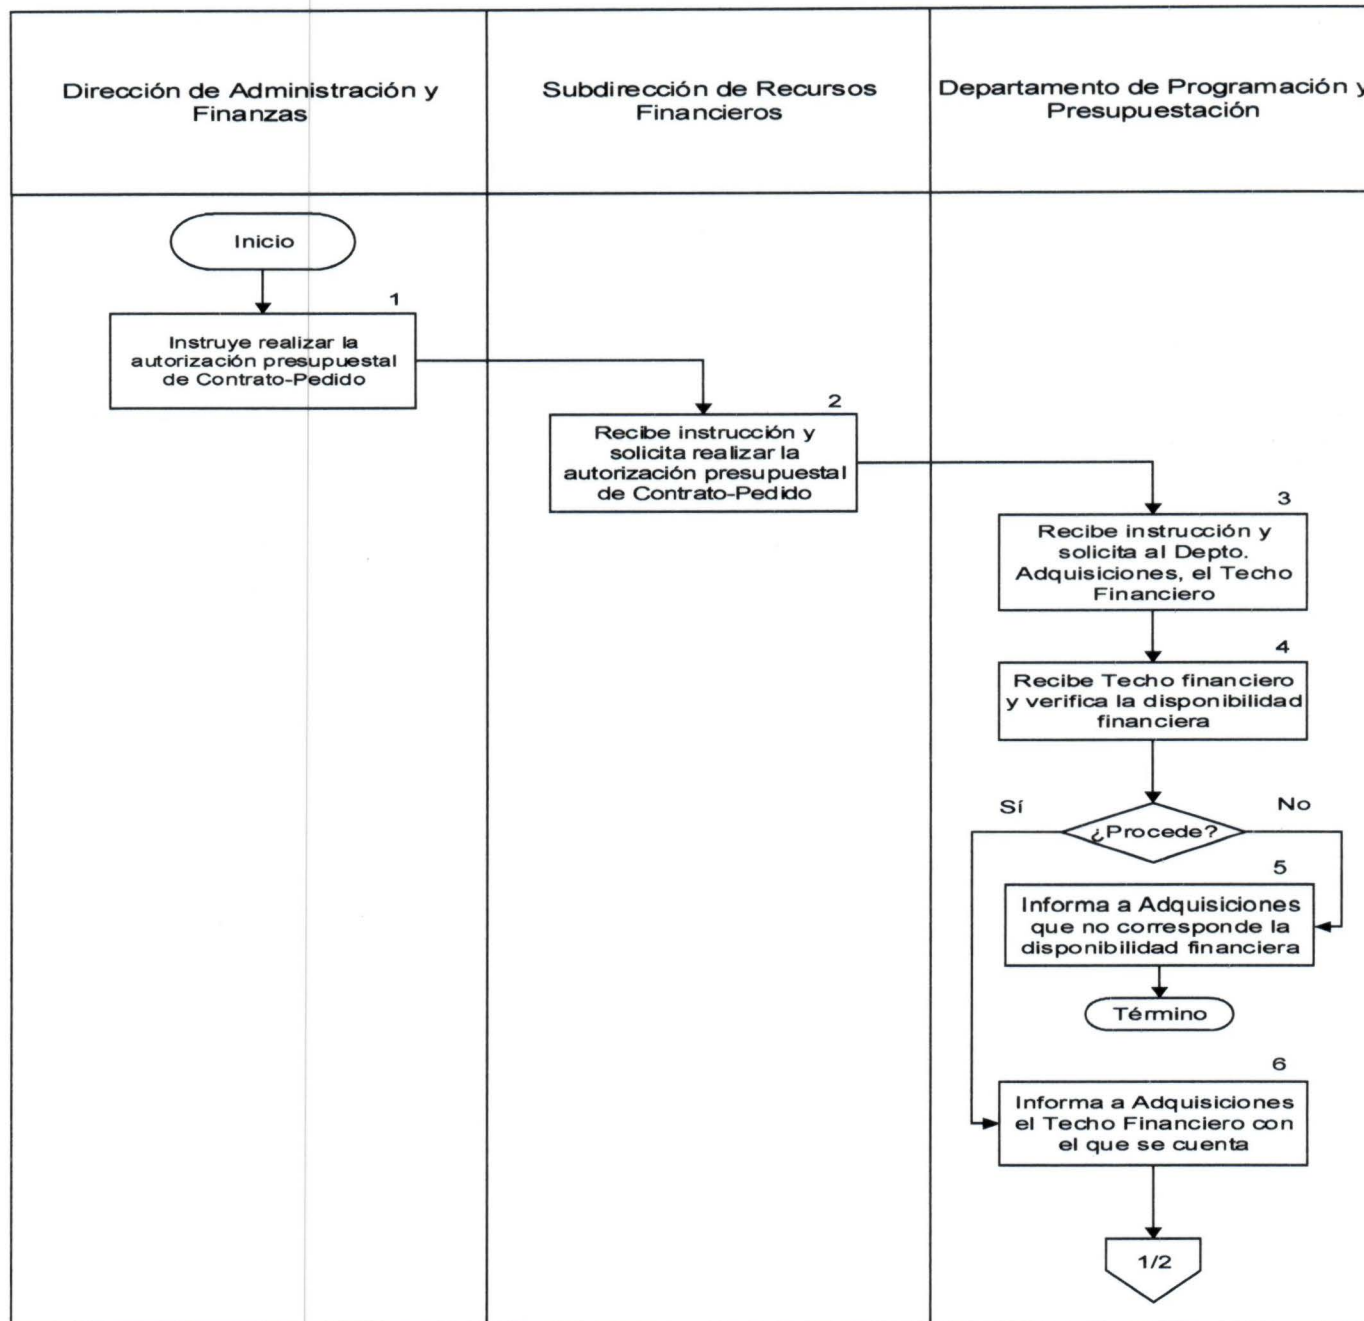 Dirección de Administración y
Finanzas
Subdirección de Recursos
Financieros
Departamento de Programación y
Presupuestación
Inicio
1
Instruye realizar la
autorización presupuestal
de Contrato-Pedido
2
Recibe instrucción y
solicita realizar la
autorización presupuestal
de Contrato-Pedido
3
Recibe instrucción y
solicita al Depto.
Adquisiciones, el Techo
Financiero
4
Recibe Techo financiero
y verifica la disponibilidad
financiera
Sí
No
¿Procede?
5
Informa a Adquisiciones
que no corresponde la
disponibilidad financiera
Término
6
Informa a Adquisiciones
el Techo Financiero con
el que se cuenta
1/2